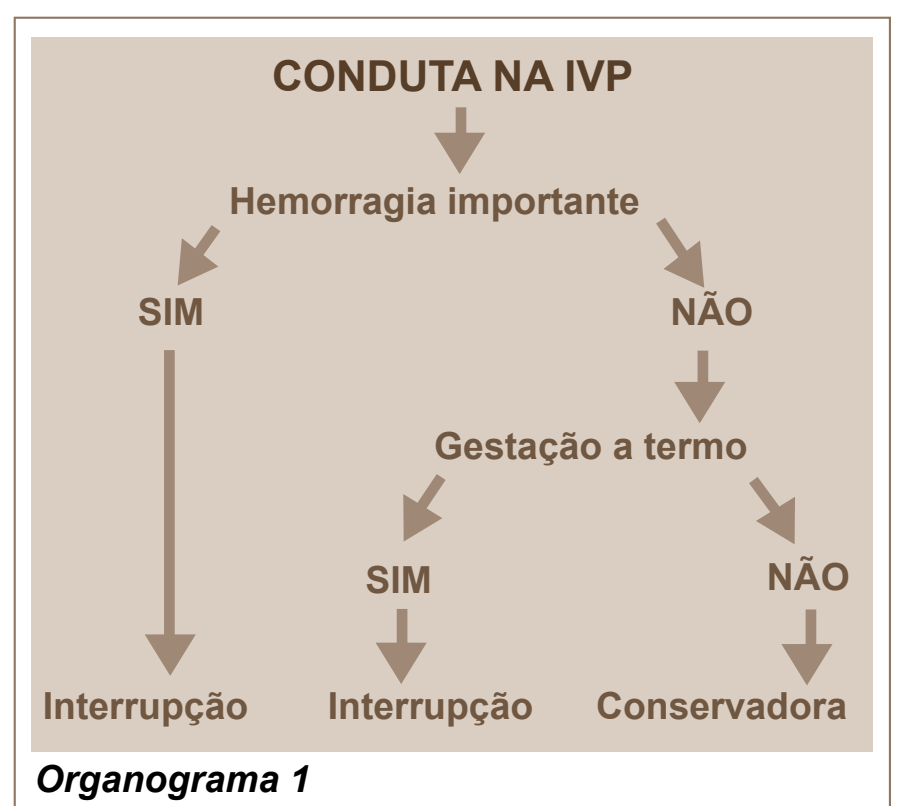 CONDUTA NA IVP
Hemorragia importante
SIM
NÃO
Gestação a termo
SIM
NÃO
Interrupção
Interrupção
Conservadora
Organograma 1